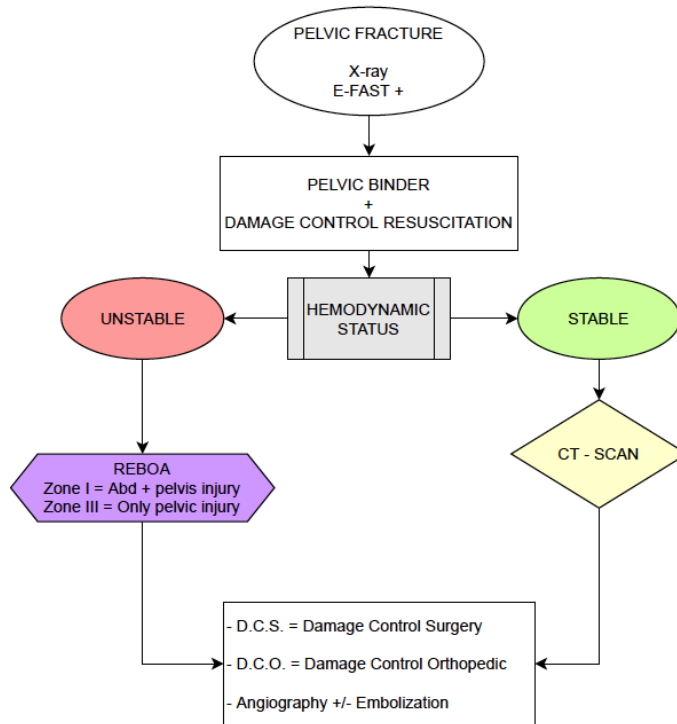 PELVIC FRACTURE
X-ray
E-FAST +
PELVIC BINDER
+
DAMAGE CONTROL RESUSCITATION
HEMODYNAMIC
STATUS
UNSTABLE
STABLE
REBOA
Zone I = Abd + pelvis injury
Zone III = Only pelvic injury
CT - SCAN
- D.C.S. = Damage Control Surgery
- D.C.O. = Damage Control Orthopedic
- Angiography +/- Embolization